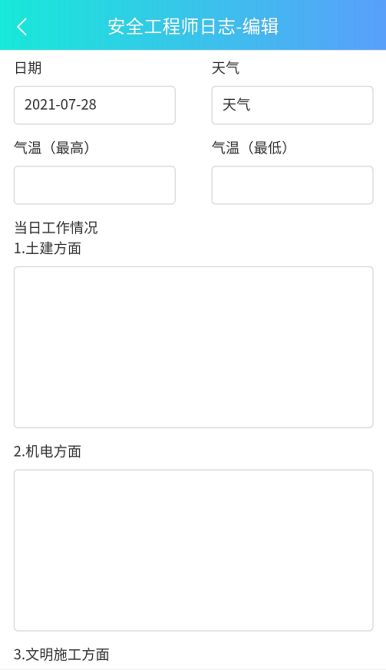 安全工程师日志-编辑
日期
天气
2021-07-28
天气
气温（最高）
气温（最低）
当日工作情况
1.土建方面
2.机电方面
3.文明施工方面